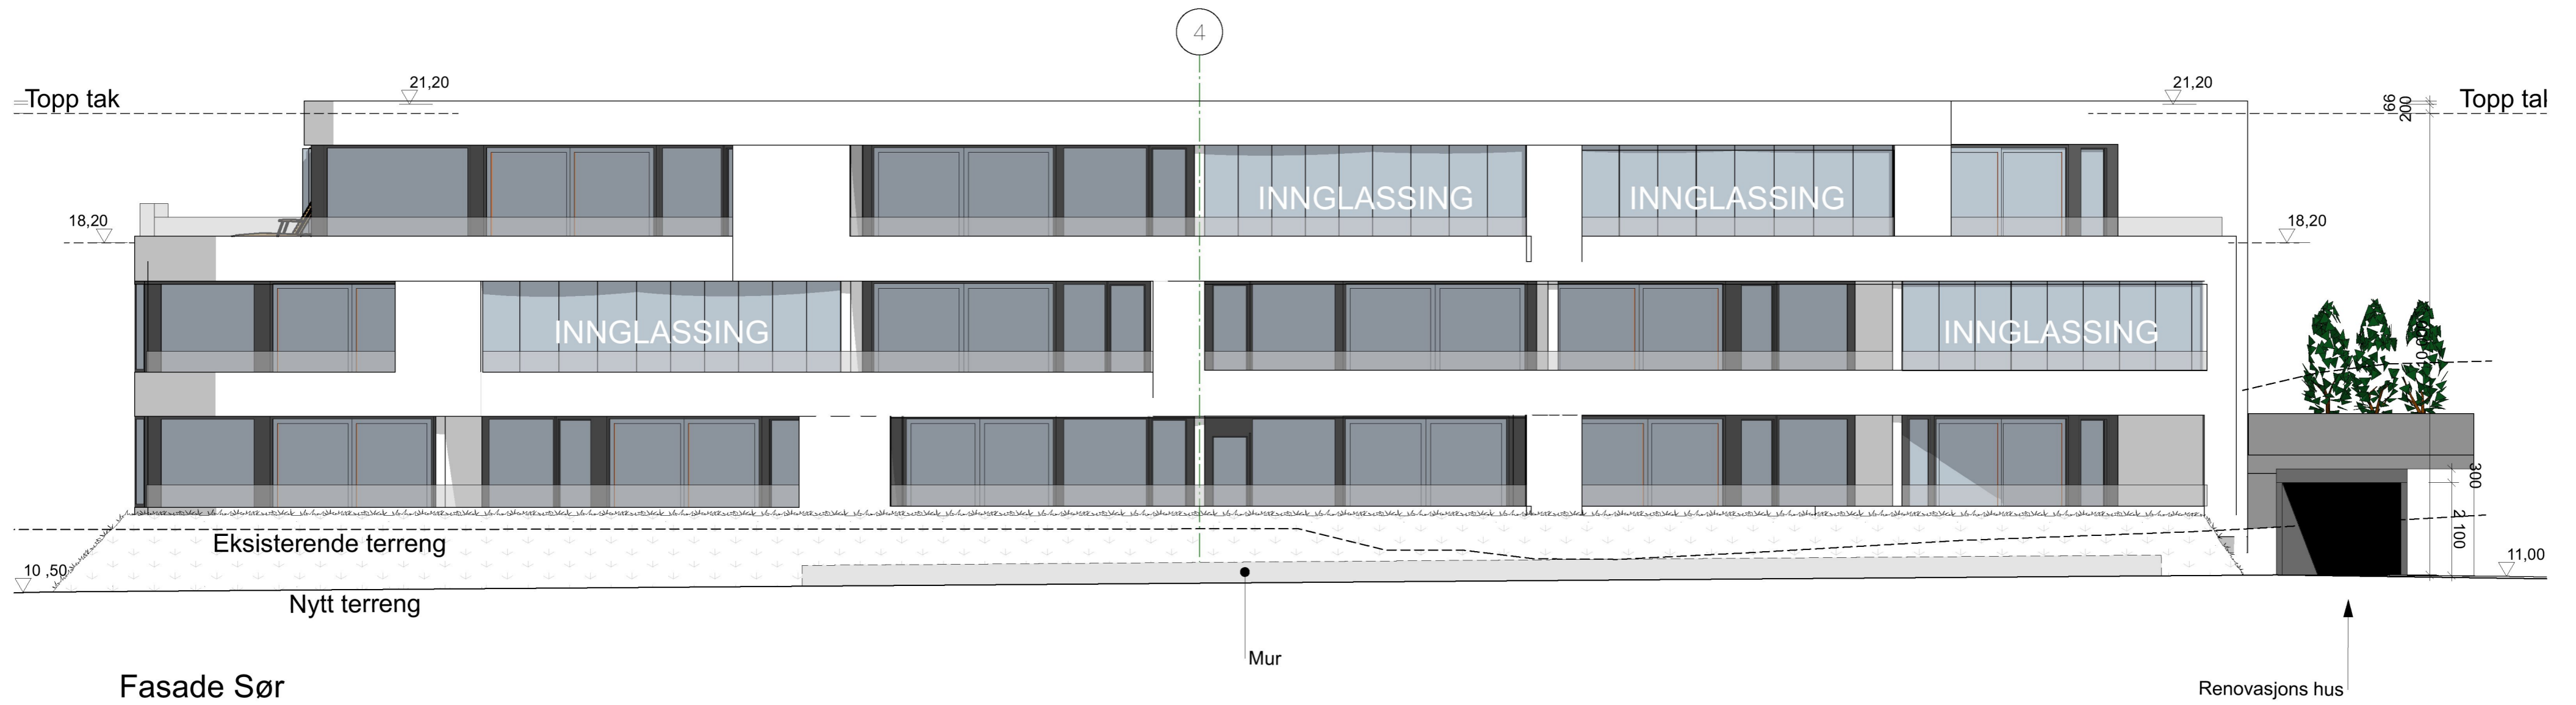 4
21,20
21,20
Topp tak
66
200
Topp tal
INNGLASSING
INNGLASSING
18,20
18,20
INNGLASSING
INNGLASSING
300
2 100
Eksisterende terreng
10 ,50
11,00
Nytt terreng
Mur
Fasade Sør
Renovasjons hus